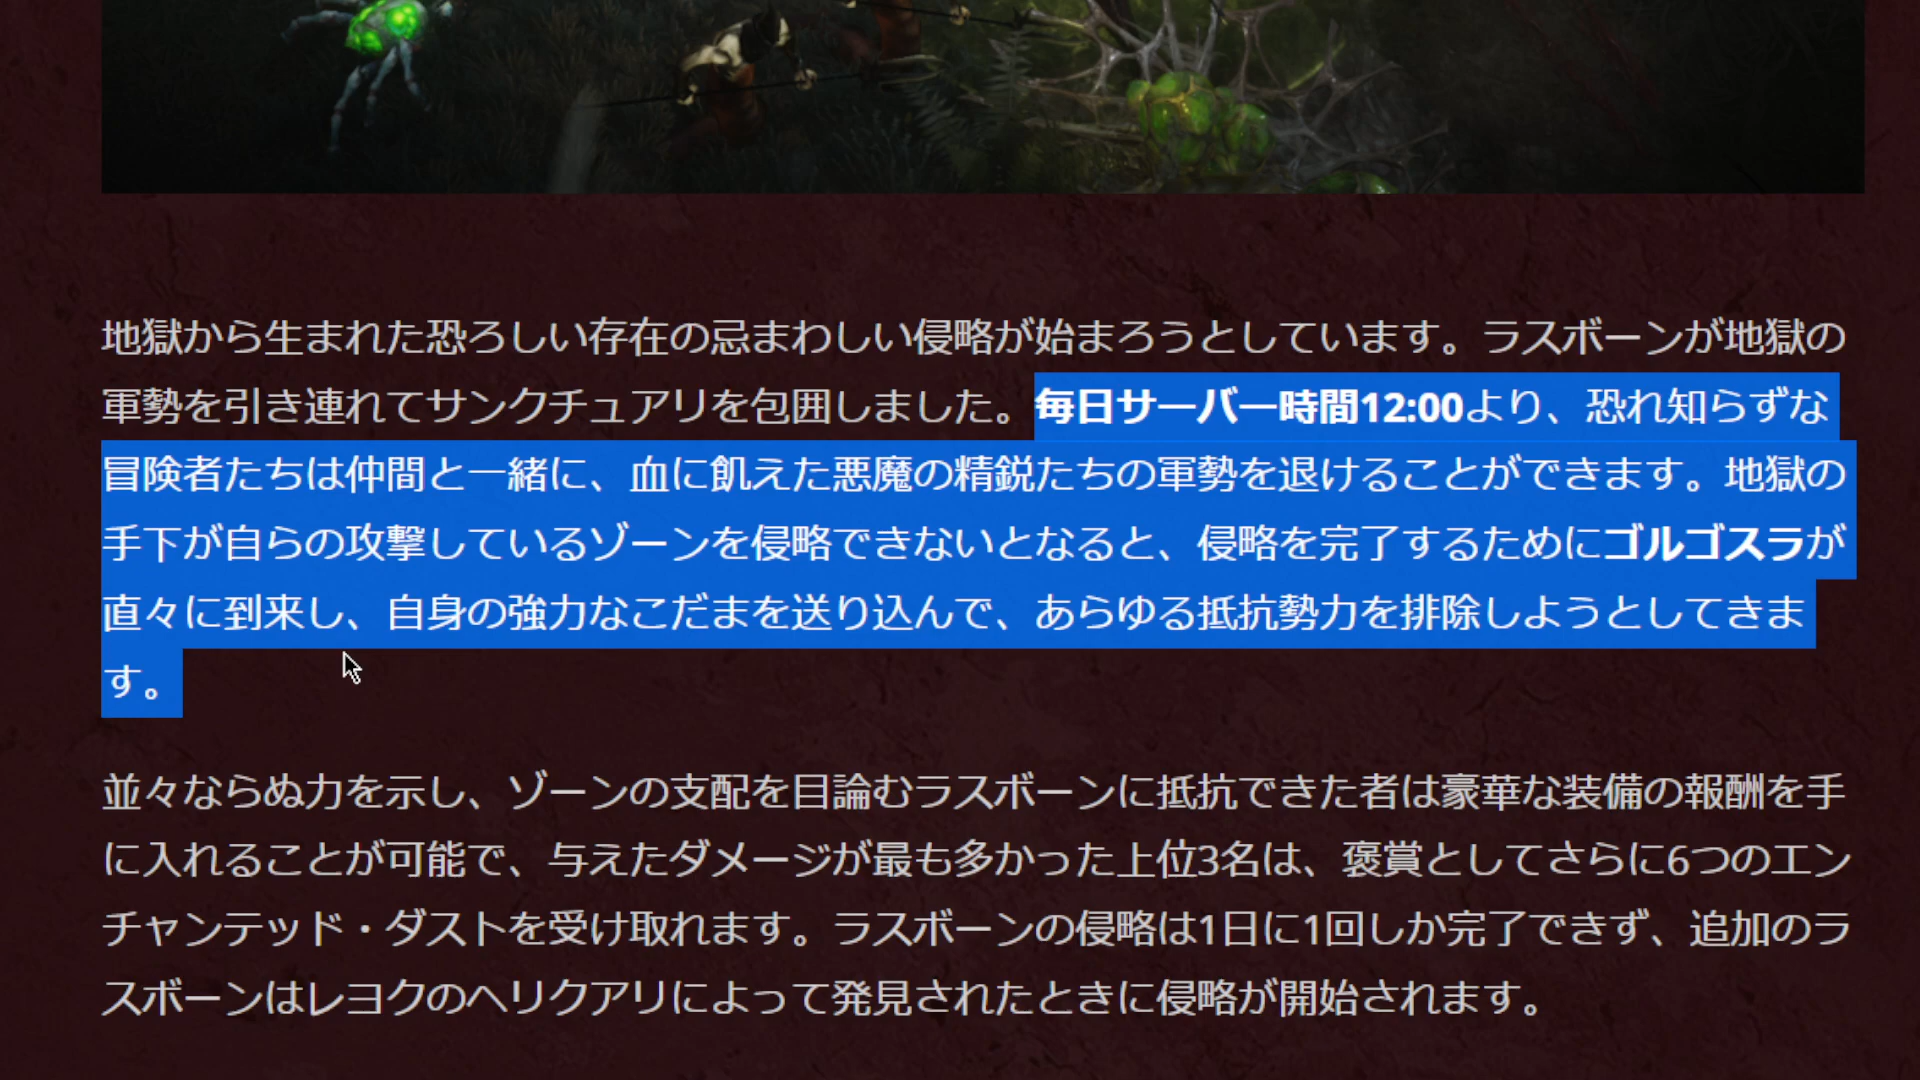 地獄から生まれた恐ろしい存在の忌まわしい侵略が始まろうとしています。ラスボーンが地獄の
軍勢を引き連れてサンクチュアリを包囲しました。毎日サーバー時間12:00より、恐れ知らずな
冒険者たちは仲間と一緒に、血に飢えた悪魔の精鋭たちの軍勢を退けることができます。地獄の
手下が自らの攻撃しているゾーンを侵略できないとなると、侵略を完了するためにゴルゴスラが
直々に到来し、自身の強力なこだまを送り込んで、あらゆる抵抗勢力を排除しようとしてきま
す。
並々ならぬ力を示し、ゾーンの支配を目論むラスボーンに抵抗できた者は豪華な装備の報酬を手
に入れることが可能で、与えたダメージが最も多かった上位3名は、褒賞としてさらに6つのエン
チャンテッド・ダストを受け取れます。ラスボーンの侵略は1日に1回しか完了できず、追加のラ
スボーンはレヨクのヘリクアリによって発見されたときに侵略が開始されます。